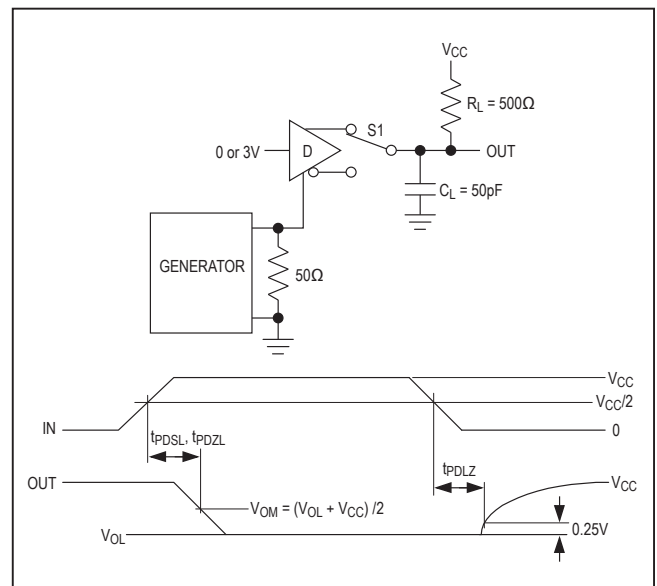 VCC
RL = 500Ω
S1
0 or 3V
D
OUT
CL = 50pF
GENERATOR
50Ω
VCC
VCC/2
IN
0
tPDSL, tPDZL
tPDLZ
OUT
VCC
VOM = (VOL + VCC) /2
0.25V
VOL